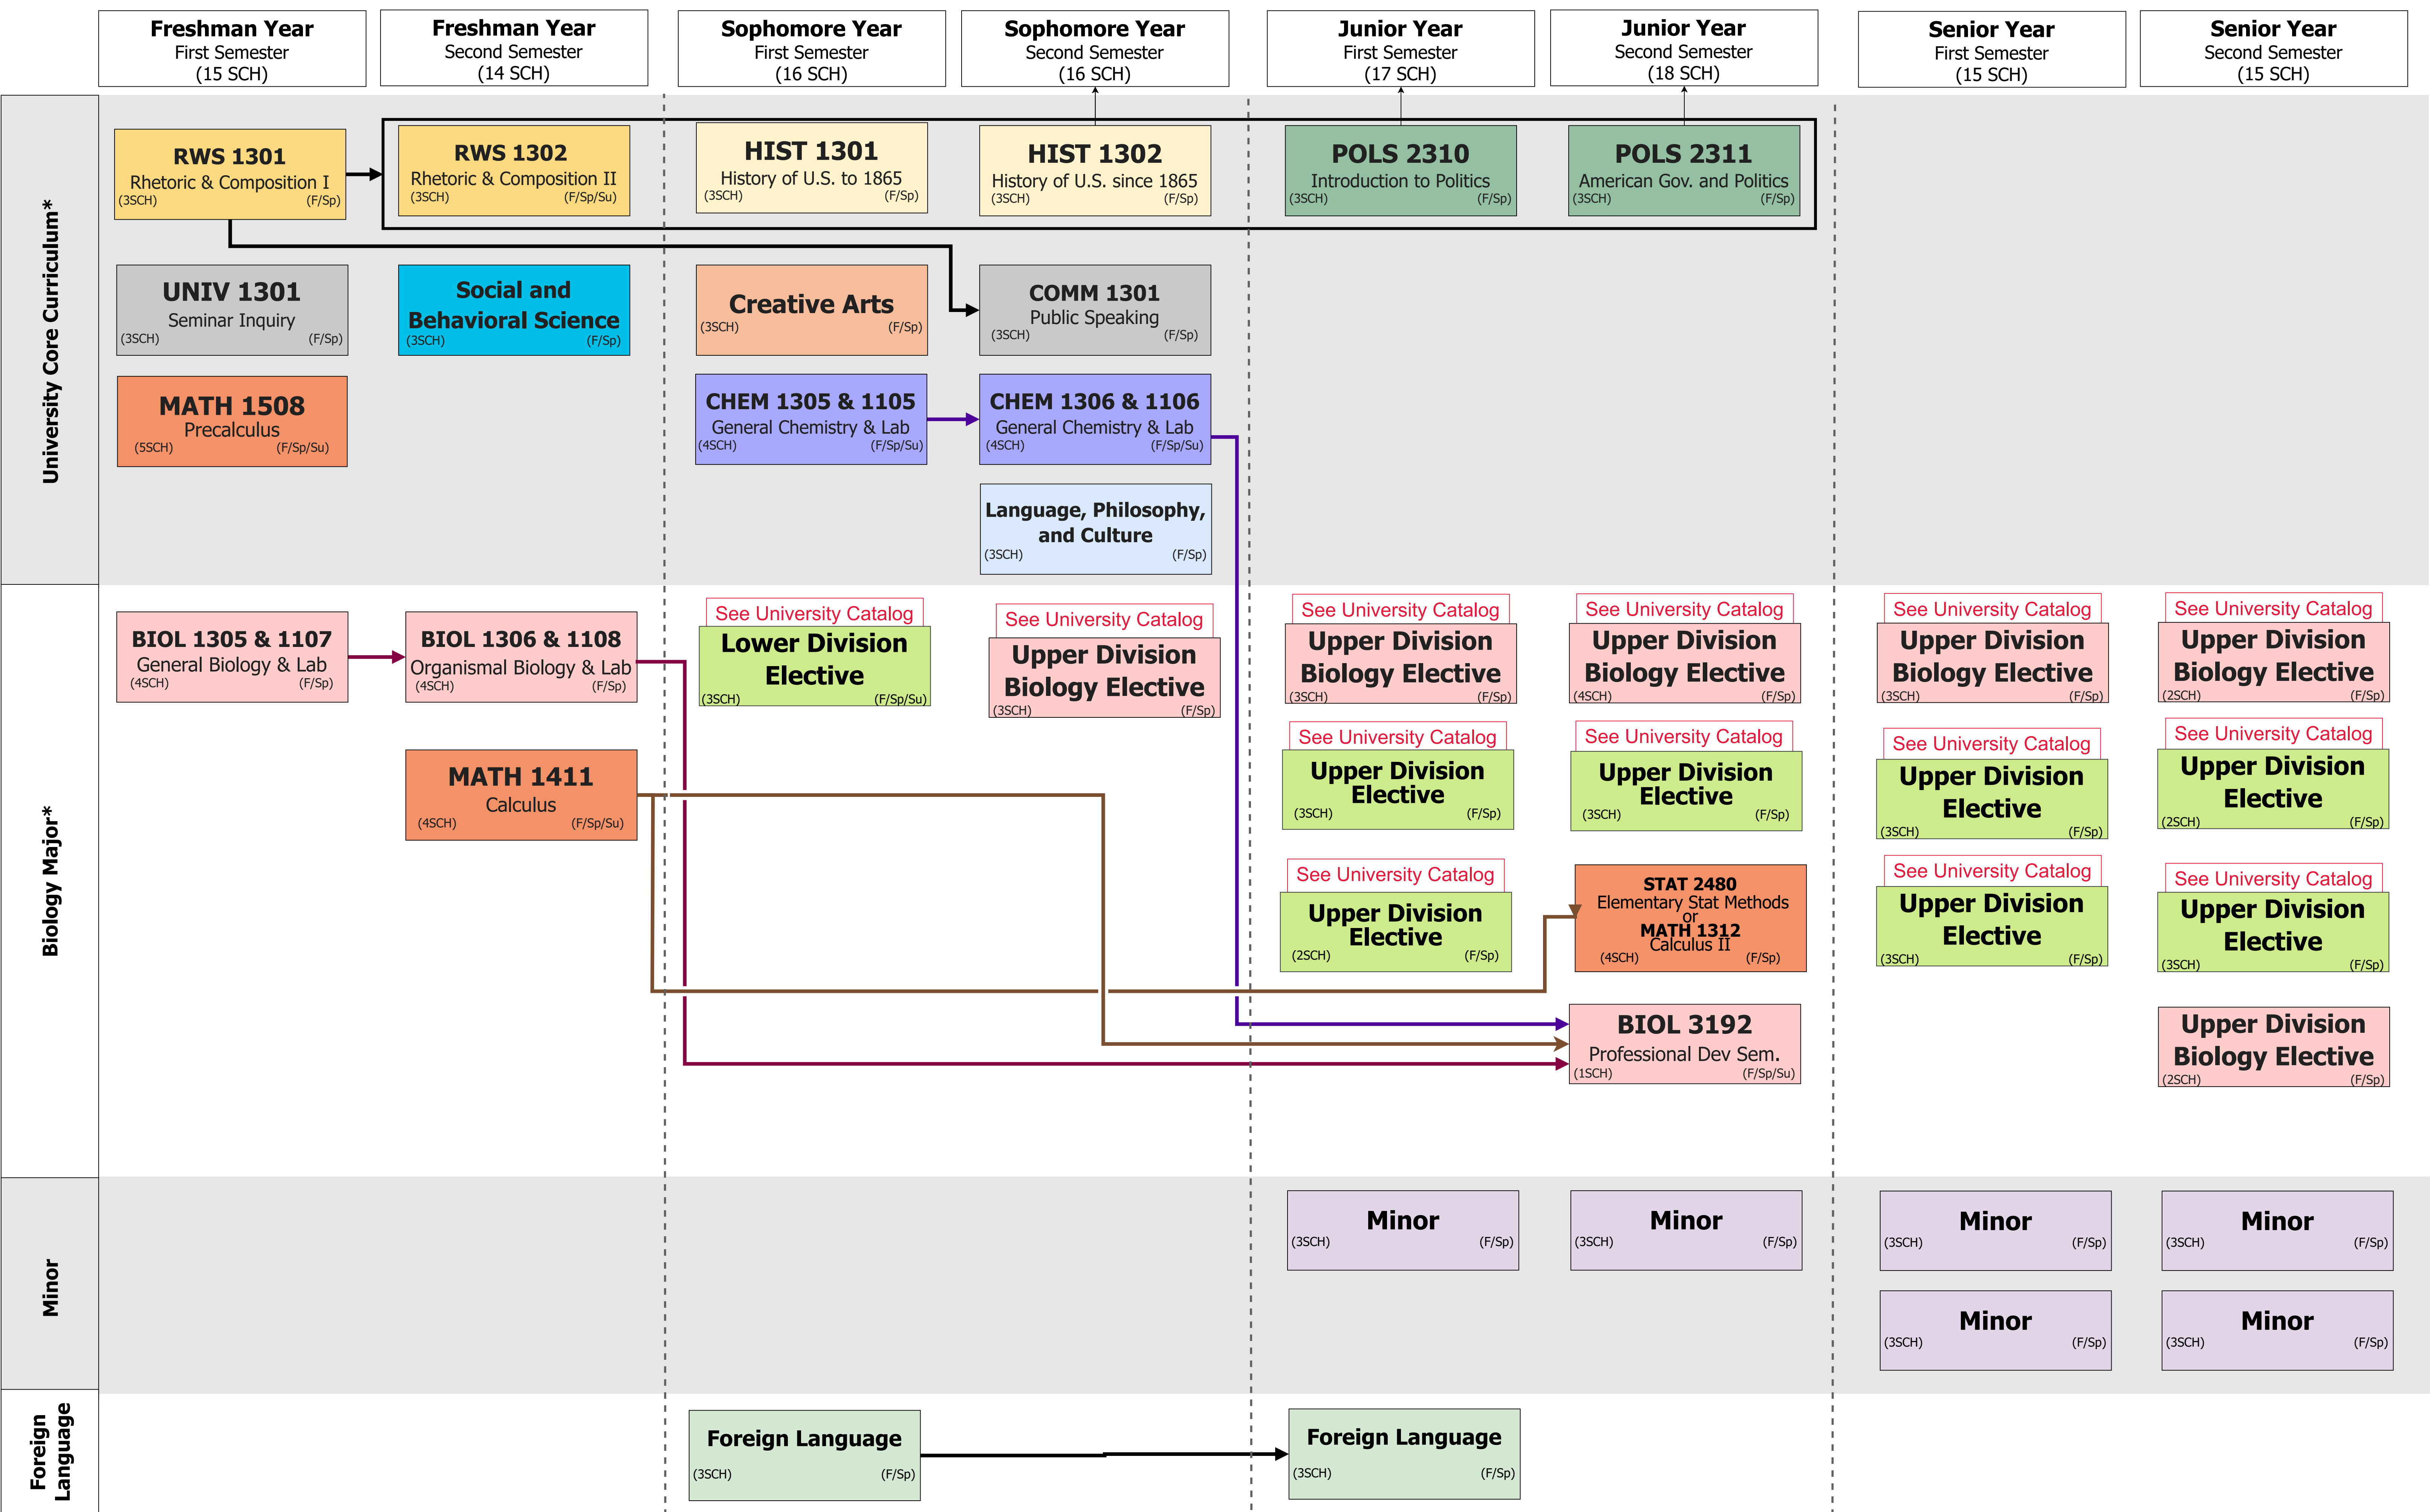 Freshman Year
First Semester
(15 SCH)
Freshman Year
Second Semester
(14 SCH)
Sophomore Year
First Semester
(16 SCH)
Sophomore Year
Second Semester
(16 SCH)
Junior Year
First Semester
(17 SCH)
Junior Year
Second Semester
(18 SCH)
Senior Year
First Semester
(15 SCH)
Senior Year
Second Semester
(15 SCH)
University Core Curriculum*
RWS 1301
Rhetoric & Composition I
(3SCH) (F/Sp)
RWS 1302
Rhetoric & Composition II
(3SCH) (F/Sp/Su)
HIST 1301
History of U.S. to 1865
(3SCH) (F/Sp)
HIST 1302
History of U.S. since 1865
(3SCH) (F/Sp)
POLS 2310
Introduction to Politics
(3SCH) (F/Sp)
POLS 2311
American Gov. and Politics
(3SCH) (F/Sp)
UNIV 1301
Seminar Inquiry
(3SCH) (F/Sp)
Social and
Behavioral Science
(3SCH) (F/Sp)
Creative Arts
(3SCH) (F/Sp)
COMM 1301
Public Speaking
(3SCH) (F/Sp)
MATH 1508
Precalculus
(5SCH) (F/Sp/Su)
CHEM 1305 & 1105
General Chemistry & Lab
(4SCH) (F/Sp/Su)
CHEM 1306 & 1106
General Chemistry & Lab
(4SCH) (F/Sp/Su)
Language, Philosophy,
and Culture
(3SCH) (F/Sp)
Biology Major*
BIOL 1305 & 1107
General Biology & Lab
(4SCH) (F/Sp)
BIOL 1306 & 1108
Organismal Biology & Lab
(4SCH) (F/Sp)
See University Catalog
Lower Division
Elective
(3SCH) (F/Sp/Su)
See University Catalog
Upper Division
Biology Elective
(3SCH) (F/Sp)
See University Catalog
Upper Division
Biology Elective
(3SCH) (F/Sp)
See University Catalog
Upper Division
Biology Elective
(4SCH) (F/Sp)
See University Catalog
Upper Division
Biology Elective
(3SCH) (F/Sp)
See University Catalog
Upper Division
Biology Elective
(2SCH) (F/Sp)
MATH 1411
Calculus
(4SCH) (F/Sp/Su)
See University Catalog
Upper Division
Elective
(3SCH) (F/Sp)
See University Catalog
Upper Division
Elective
(3SCH) (F/Sp)
See University Catalog
Upper Division
Elective
(3SCH) (F/Sp)
See University Catalog
Upper Division
Elective
(2SCH) (F/Sp)
See University Catalog
Upper Division
Elective
(2SCH) (F/Sp)
STAT 2480
Elementary Stat Methods
or
MATH 1312
Calculus II
(4SCH) (F/Sp)
See University Catalog
Upper Division
Elective
(3SCH) (F/Sp)
See University Catalog
Upper Division
Elective
(3SCH) (F/Sp)
BIOL 3192
Professional Dev Sem.
(1SCH) (F/Sp/Su)
Upper Division
Biology Elective
(2SCH) (F/Sp)
Minor
Minor
(3SCH) (F/Sp)
Minor
(3SCH) (F/Sp)
Minor
(3SCH) (F/Sp)
Minor
(3SCH) (F/Sp)
Minor
(3SCH) (F/Sp)
Minor
(3SCH) (F/Sp)
Foreign
Language
Foreign Language
(3SCH) (F/Sp)
Foreign Language
(3SCH) (F/Sp)